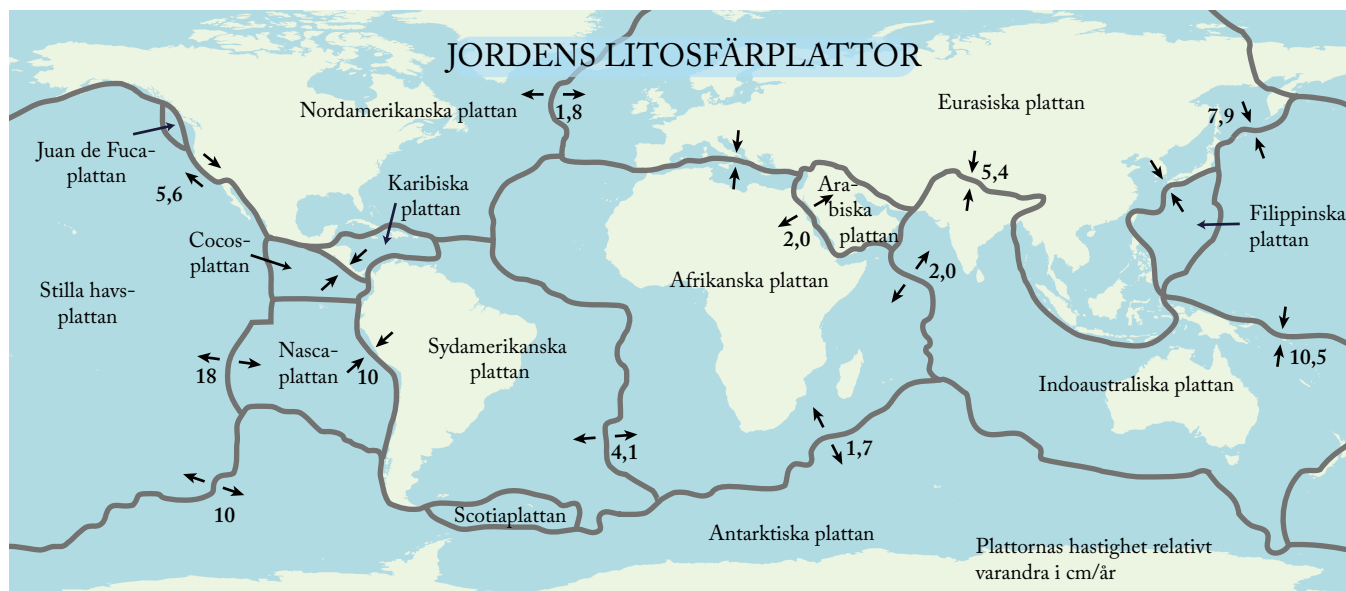 JORDENS LITOSFÄRPLATTOR
Nordamerikanska plattan
1,8
Eurasiska plattan
7,9
Juan de Fuca-
plattan
5,6
Karibiska
plattan
Ara-
biska
plattan
5,4
2,0
Filippinska
plattan
Cocos-
plattan
Afrikanska plattan
2,0
Stilla havs-
plattan
Nasca-
plattan
18
10
Sydamerikanska
plattan
10,5
Indoaustraliska plattan
4,1
1,7
10
Scotiaplattan
Antarktiska plattan
Plattornas hastighet relativt
varandra i cm/år